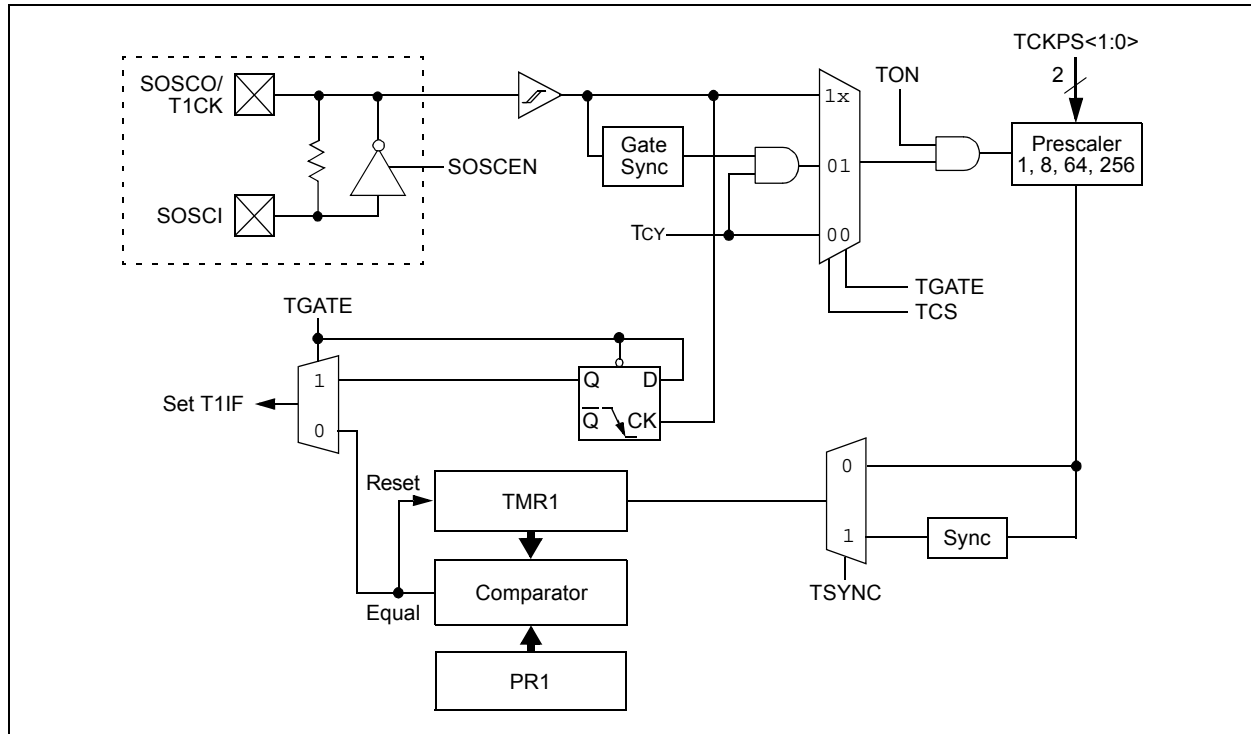 TCKPS<1:0>
2
SOSCO/
T1CK
TON
1x
Prescaler
1, 8, 64, 256
Gate
Sync
SOSCEN
01
SOSCI
TCY
00
TGATE
TCS
TGATE
1
Q
D
Set T1IF
Q
CK
0
Reset
TMR1
0
1
Sync
TSYNC
Equal
Comparator
PR1